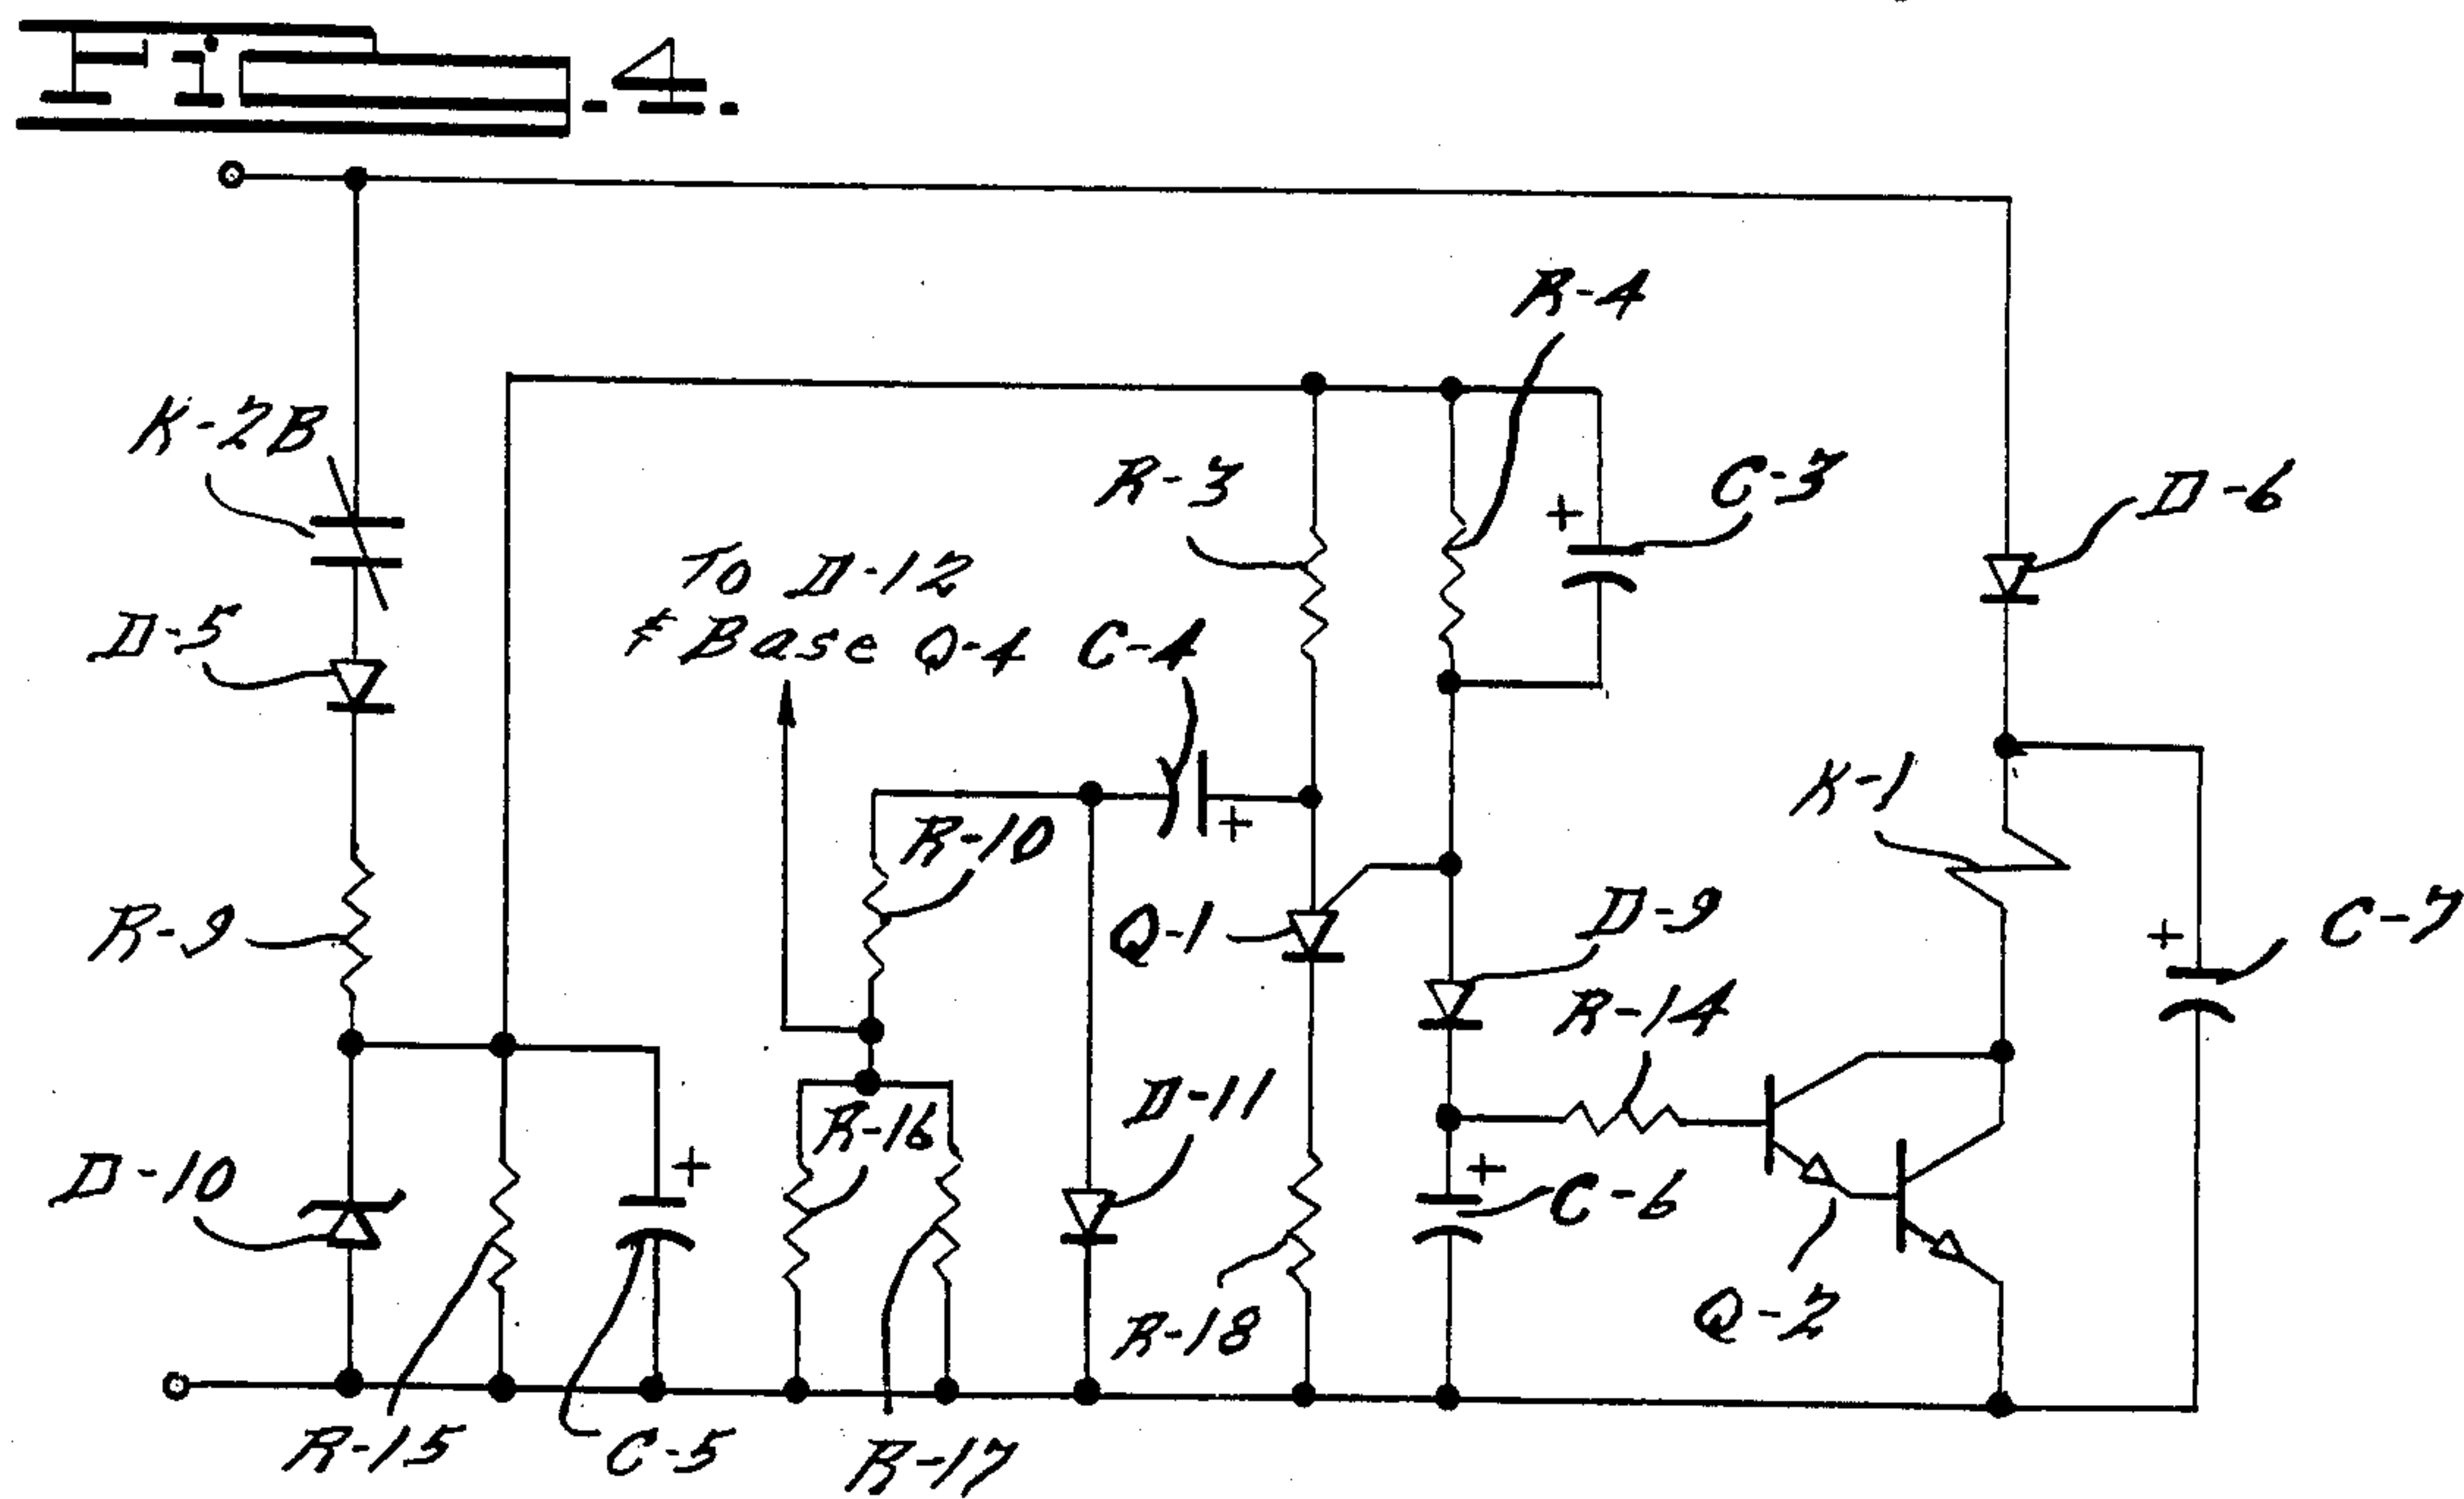 Fig. 4.
R-4
K-2B
R-3
C-3
D-6
To D-12
& Base Q-4
C-4
D-5
K-1
R-10
R-9
Q-1
D-9
C-7
R-14
D-11
R-16
D-10
C-6
Q-2
R-18
R-15
C-5
R-17
+
+
+
+
+